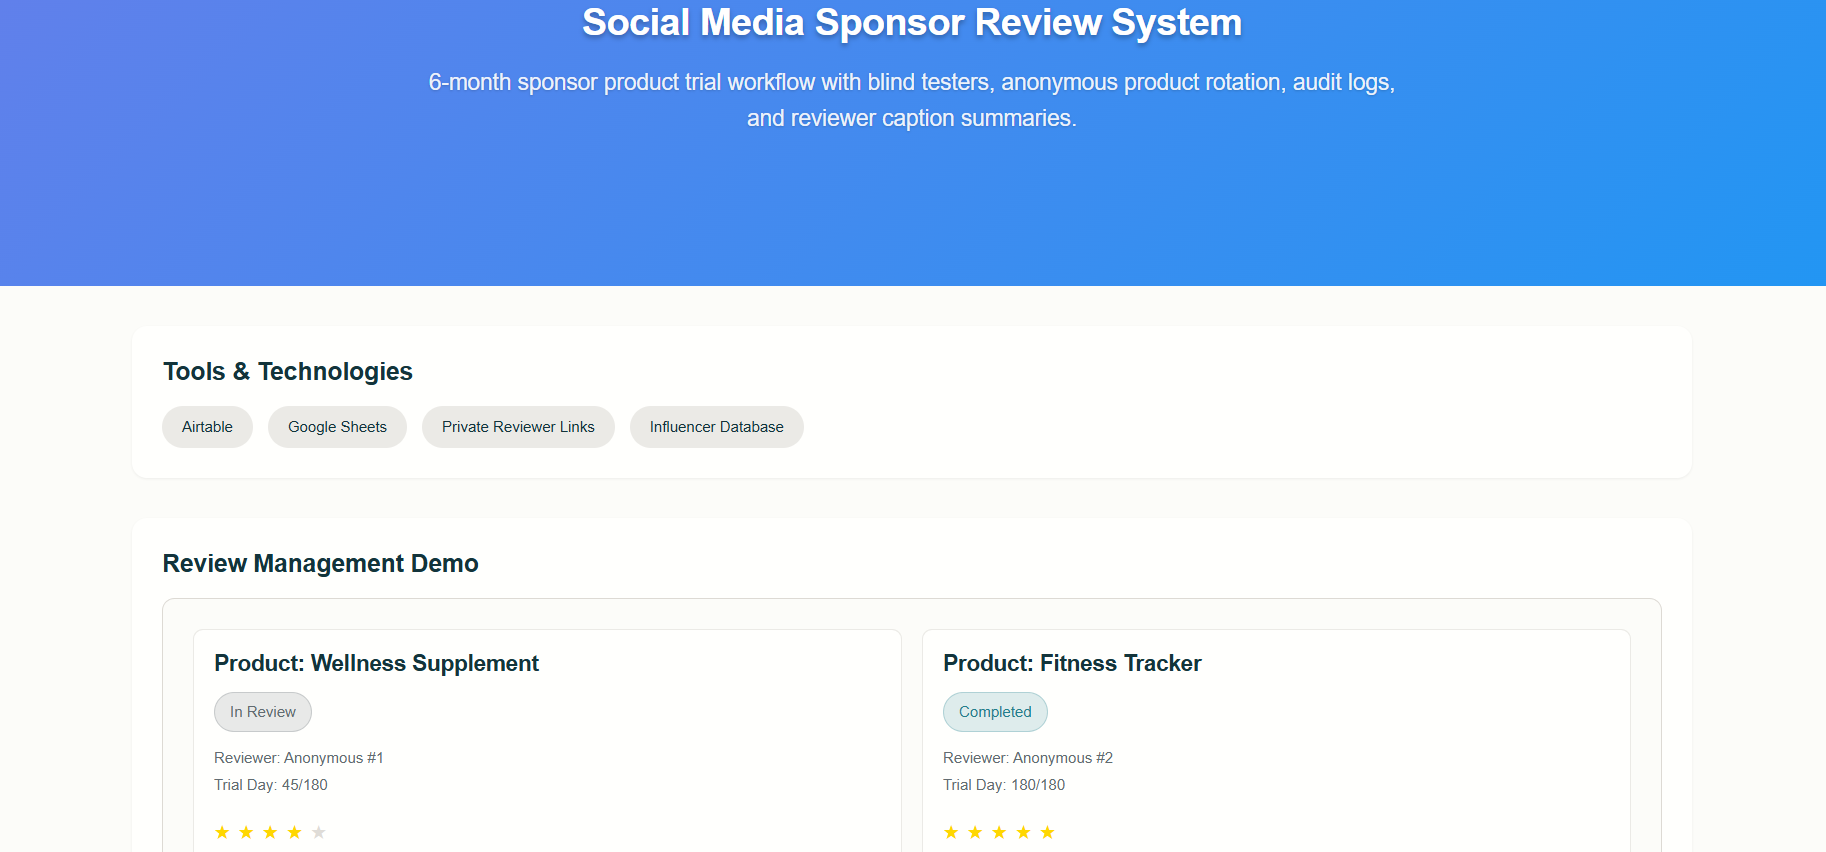 Social Media Sponsor Review System
6-month sponsor product trial workflow with blind testers, anonymous product rotation, audit logs,
and reviewer caption summaries.
Tools & Technologies
Airtable
Google Sheets
Private Reviewer Links
Influencer Database
Review Management Demo
Product: Wellness Supplement
In Review
Reviewer: Anonymous #1
Trial Day: 45/180
Product: Fitness Tracker
Completed
Reviewer: Anonymous #2
Trial Day: 180/180